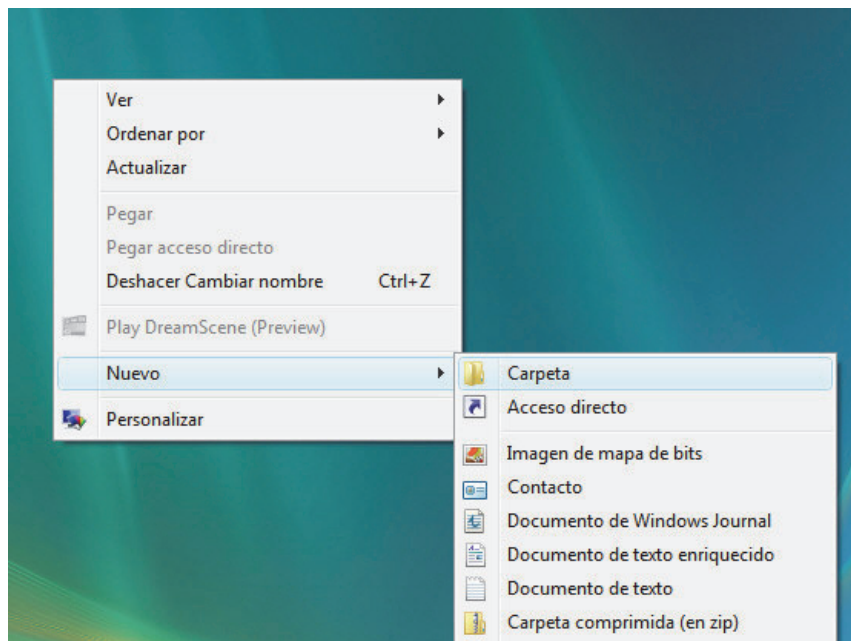 Ver
Ordenar por
Actualizar
Pegar
Pegar acceso directo
Deshacer Cambiar nombre Ctrl+Z
Play DreamScene (Preview)
Nuevo
Personalizar
Carpeta
Acceso directo
Imagen de mapa de bits
Contacto
Documento de Windows Journal
Documento de texto enriquecido
Documento de texto
Carpeta comprimida (en zip)